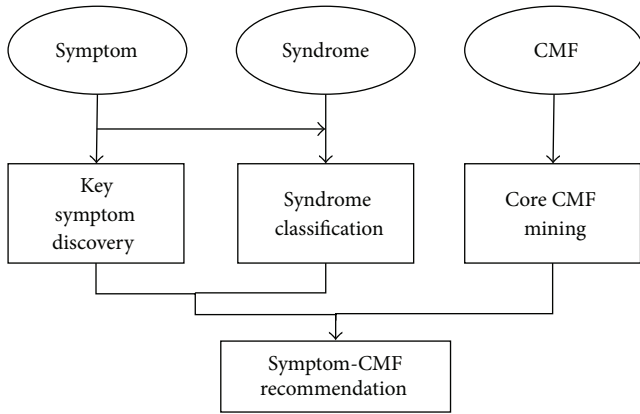 Symptom
Syndrome
CMF
Key
symptom
discovery
Syndrome
classification
Core CMF
mining
Symptom-CMF
recommendation